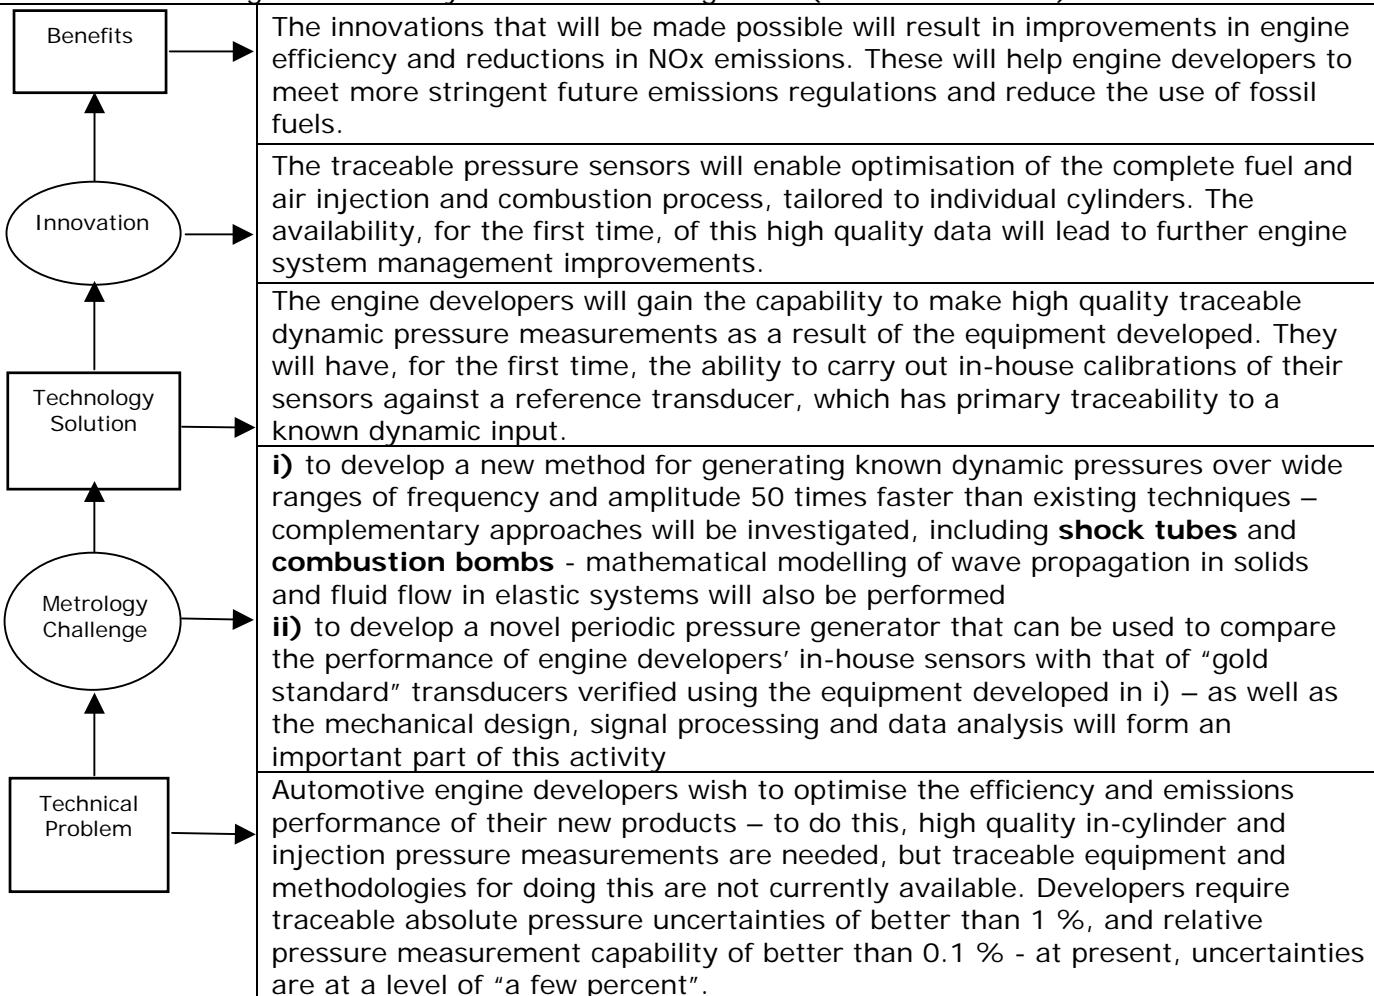 Benefits
The innovations that will be made possible will result in improvements in engine
efficiency and reductions in NOx emissions. These will help engine developers to
meet more stringent future emissions regulations and reduce the use of fossil
fuels.
Innovation
The traceable pressure sensors will enable optimisation of the complete fuel and
air injection and combustion process, tailored to individual cylinders. The
availability, for the first time, of this high quality data will lead to further engine
system management improvements.
Technology
Solution
The engine developers will gain the capability to make high quality traceable
dynamic pressure measurements as a result of the equipment developed. They
will have, for the first time, the ability to carry out in-house calibrations of their
sensors against a reference transducer, which has primary traceability to a
known dynamic input.
Metrology
Challenge
i) to develop a new method for generating known dynamic pressures over wide
ranges of frequency and amplitude 50 times faster than existing techniques –
complementary approaches will be investigated, including shock tubes and
combustion bombs - mathematical modelling of wave propagation in solids
and fluid flow in elastic systems will also be performed
ii) to develop a novel periodic pressure generator that can be used to compare
the performance of engine developers’ in-house sensors with that of “gold
standard” transducers verified using the equipment developed in i) – as well as
the mechanical design, signal processing and data analysis will form an
important part of this activity
Technical
Problem
Automotive engine developers wish to optimise the efficiency and emissions
performance of their new products – to do this, high quality in-cylinder and
injection pressure measurements are needed, but traceable equipment and
methodologies for doing this are not currently available. Developers require
traceable absolute pressure uncertainties of better than 1 %, and relative
pressure measurement capability of better than 0.1 % - at present, uncertainties
are at a level of “a few percent”.